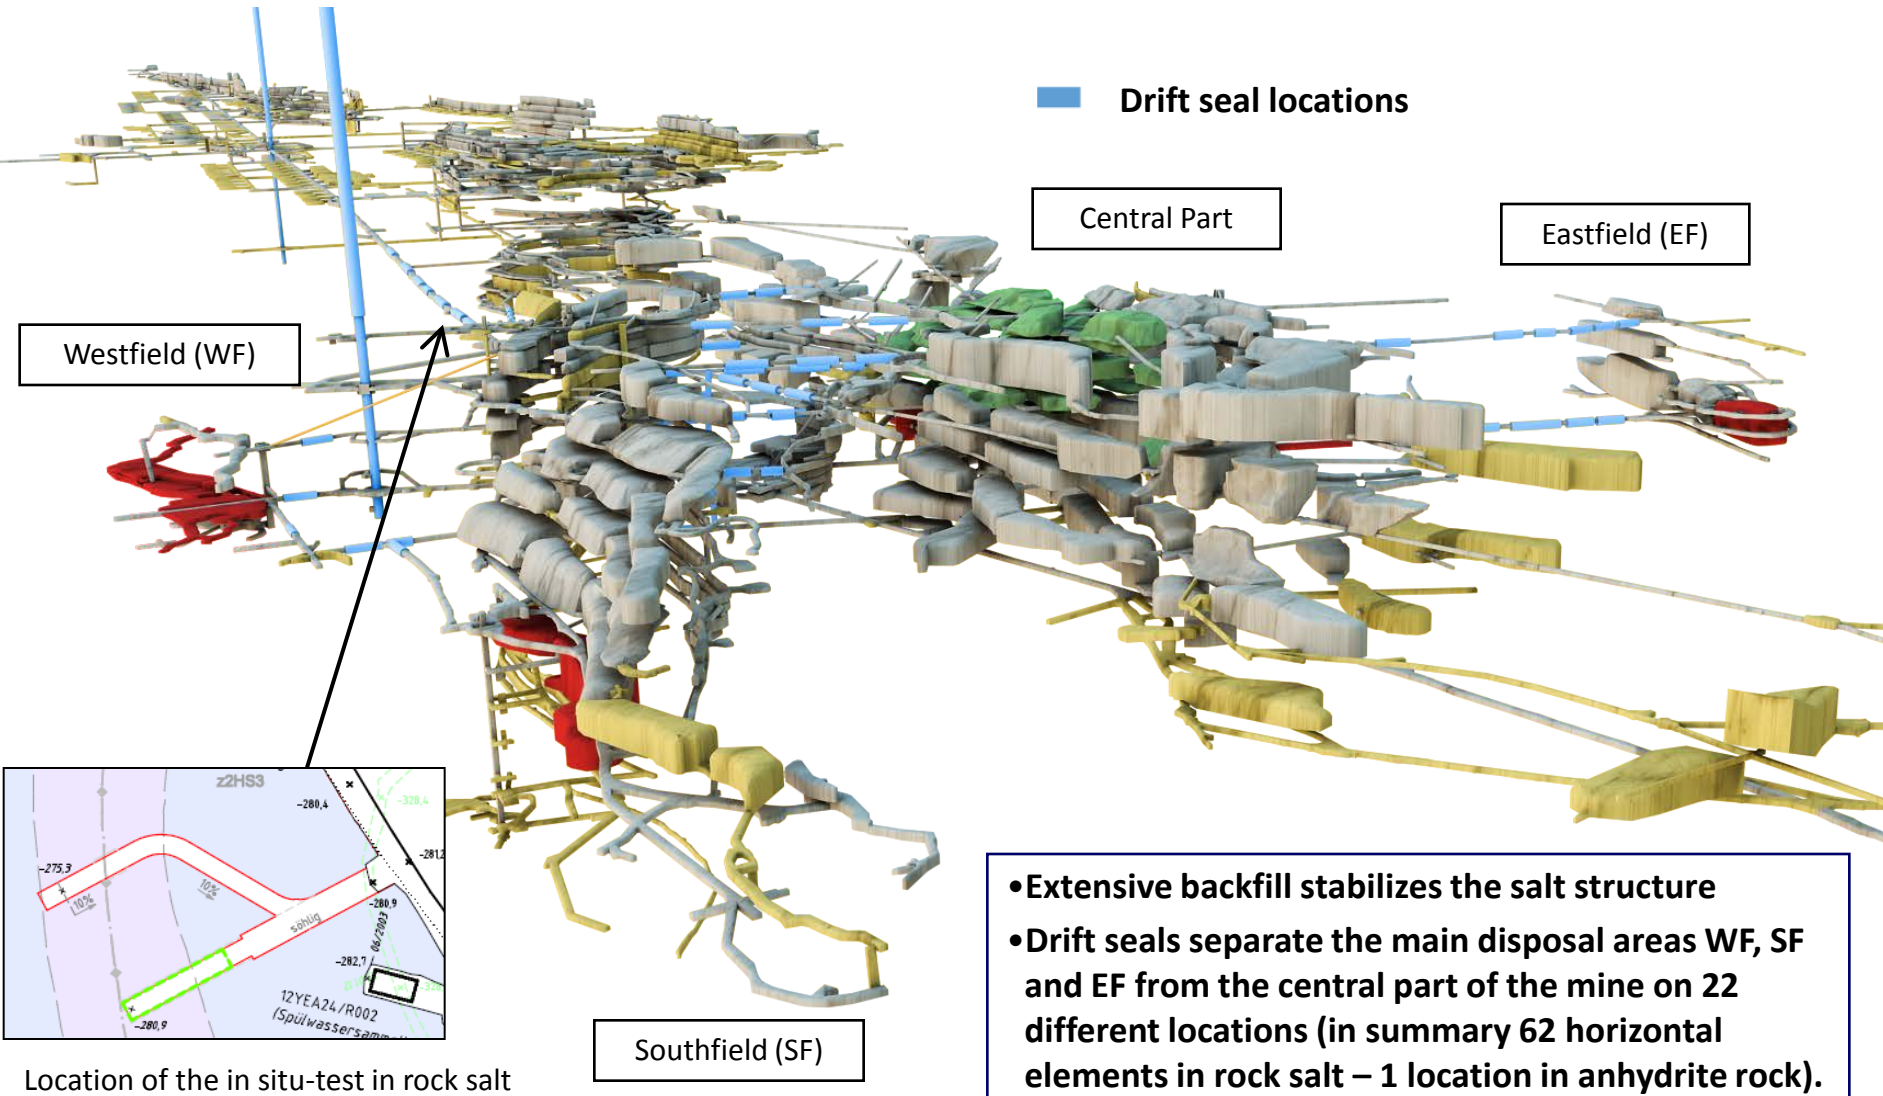 Drift seal locations
Central Part
Eastfield (EF)
Westfield (WF)
z2HS3
-280,4
-320,4
-281,2
-275,3
10%
10%
-280,9
söhlig
06/2003
-282,7
12YEA24/R002
(Spülwassersamm
-280,9
Location of the in situ-test in rock salt
Southfield (SF)
•Extensive backfill stabilizes the salt structure
•Drift seals separate the main disposal areas WF, SF
and EF from the central part of the mine on 22
different locations (in summary 62 horizontal
elements in rock salt – 1 location in anhydrite rock).